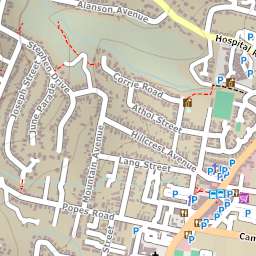 Alanson Avenue
Hospital R
Stephen Drive
Joseph Street
June Parade
Corrie Road
Athol Street
Hillcrest Avenue
Mountain Avenue
Lang Street
P
P
P
P
P
P
P
P
P
P
Popes Road
Street
Cam